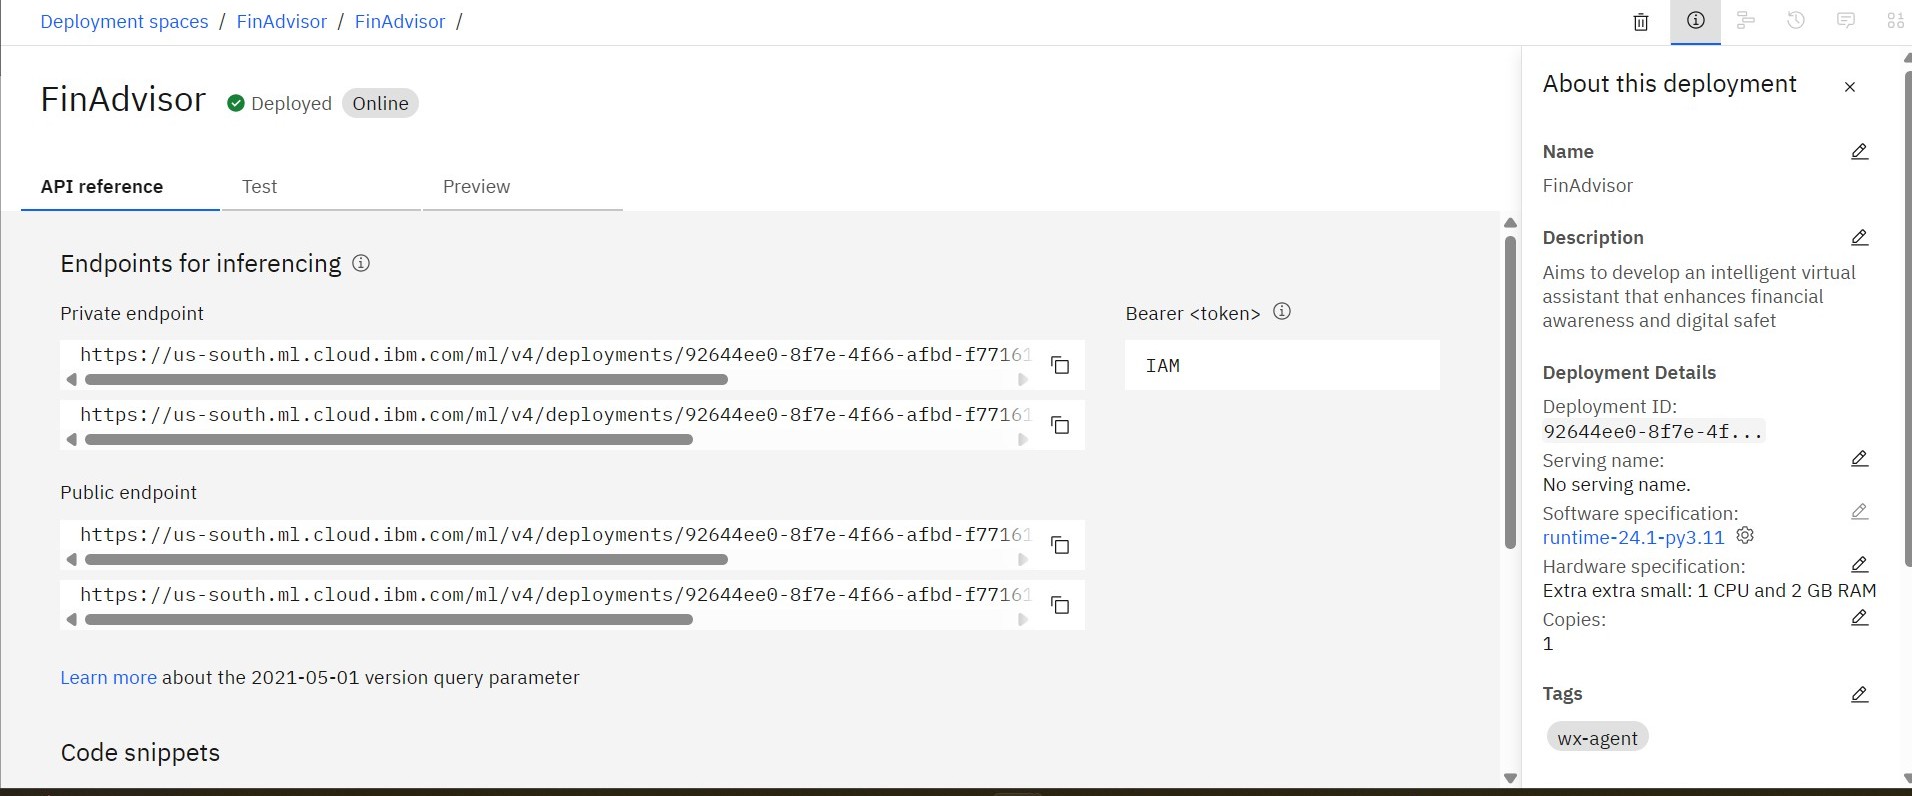 Deployment spaces / FinAdvisor / FinAdvisor /
FinAdvisor Deployed Online
API reference Test Preview
Endpoints for inferencing
Private endpoint
https://us-south.ml.cloud.ibm.com/ml/v4/deployments/92644ee0-8f7e-4f66-afbd-f77161
https://us-south.ml.cloud.ibm.com/ml/v4/deployments/92644ee0-8f7e-4f66-afbd-f77161
Public endpoint
https://us-south.ml.cloud.ibm.com/ml/v4/deployments/92644ee0-8f7e-4f66-afbd-f77161
https://us-south.ml.cloud.ibm.com/ml/v4/deployments/92644ee0-8f7e-4f66-afbd-f77161
Learn more about the 2021-05-01 version query parameter
Code snippets
Bearer <token>
IAM
About this deployment
Name
FinAdvisor
Description
Aims to develop an intelligent virtual
assistant that enhances financial
awareness and digital safet
Deployment Details
Deployment ID:
92644ee0-8f7e-4f...
Serving name:
No serving name.
Software specification:
runtime-24.1-py3.11
Hardware specification:
Extra extra small: 1 CPU and 2 GB RAM
Copies:
1
Tags
wx-agent